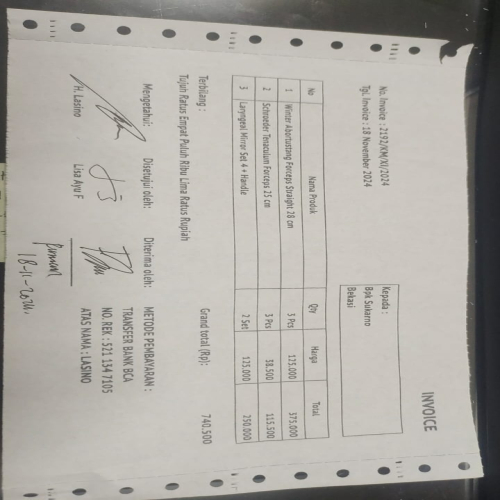 INVOICE
No. Invoice : 2192/KM/XI/2024
Tgl. Invoice : 18 November 2024
Kepada :
Bpk Sukarno
Bekasi
No Nama Produk Qty Harga Total
1 Winter Abortustang Forceps Straight 28 cm 3 Pcs 125.000 375.000
2 Schroeder Tenaculum Forceps 25 cm 3 Pcs 38.500 115.500
3 Laryngeal Mirror Set 4 + Handle 2 Set 125.000 250.000
Grand total (Rp): 740.500
Terbilang :
Tujuh Ratus Empat Puluh Ribu Lima Ratus Rupiah
Mengetahui: Disetujui oleh: Diterima oleh:
H. Lasino Lisa Ayu F
18-11-2024.
METODE PEMBAYARAN :
TRANSFER BANK BCA
NO. REK : 521 134 7105
ATAS NAMA : LASINO